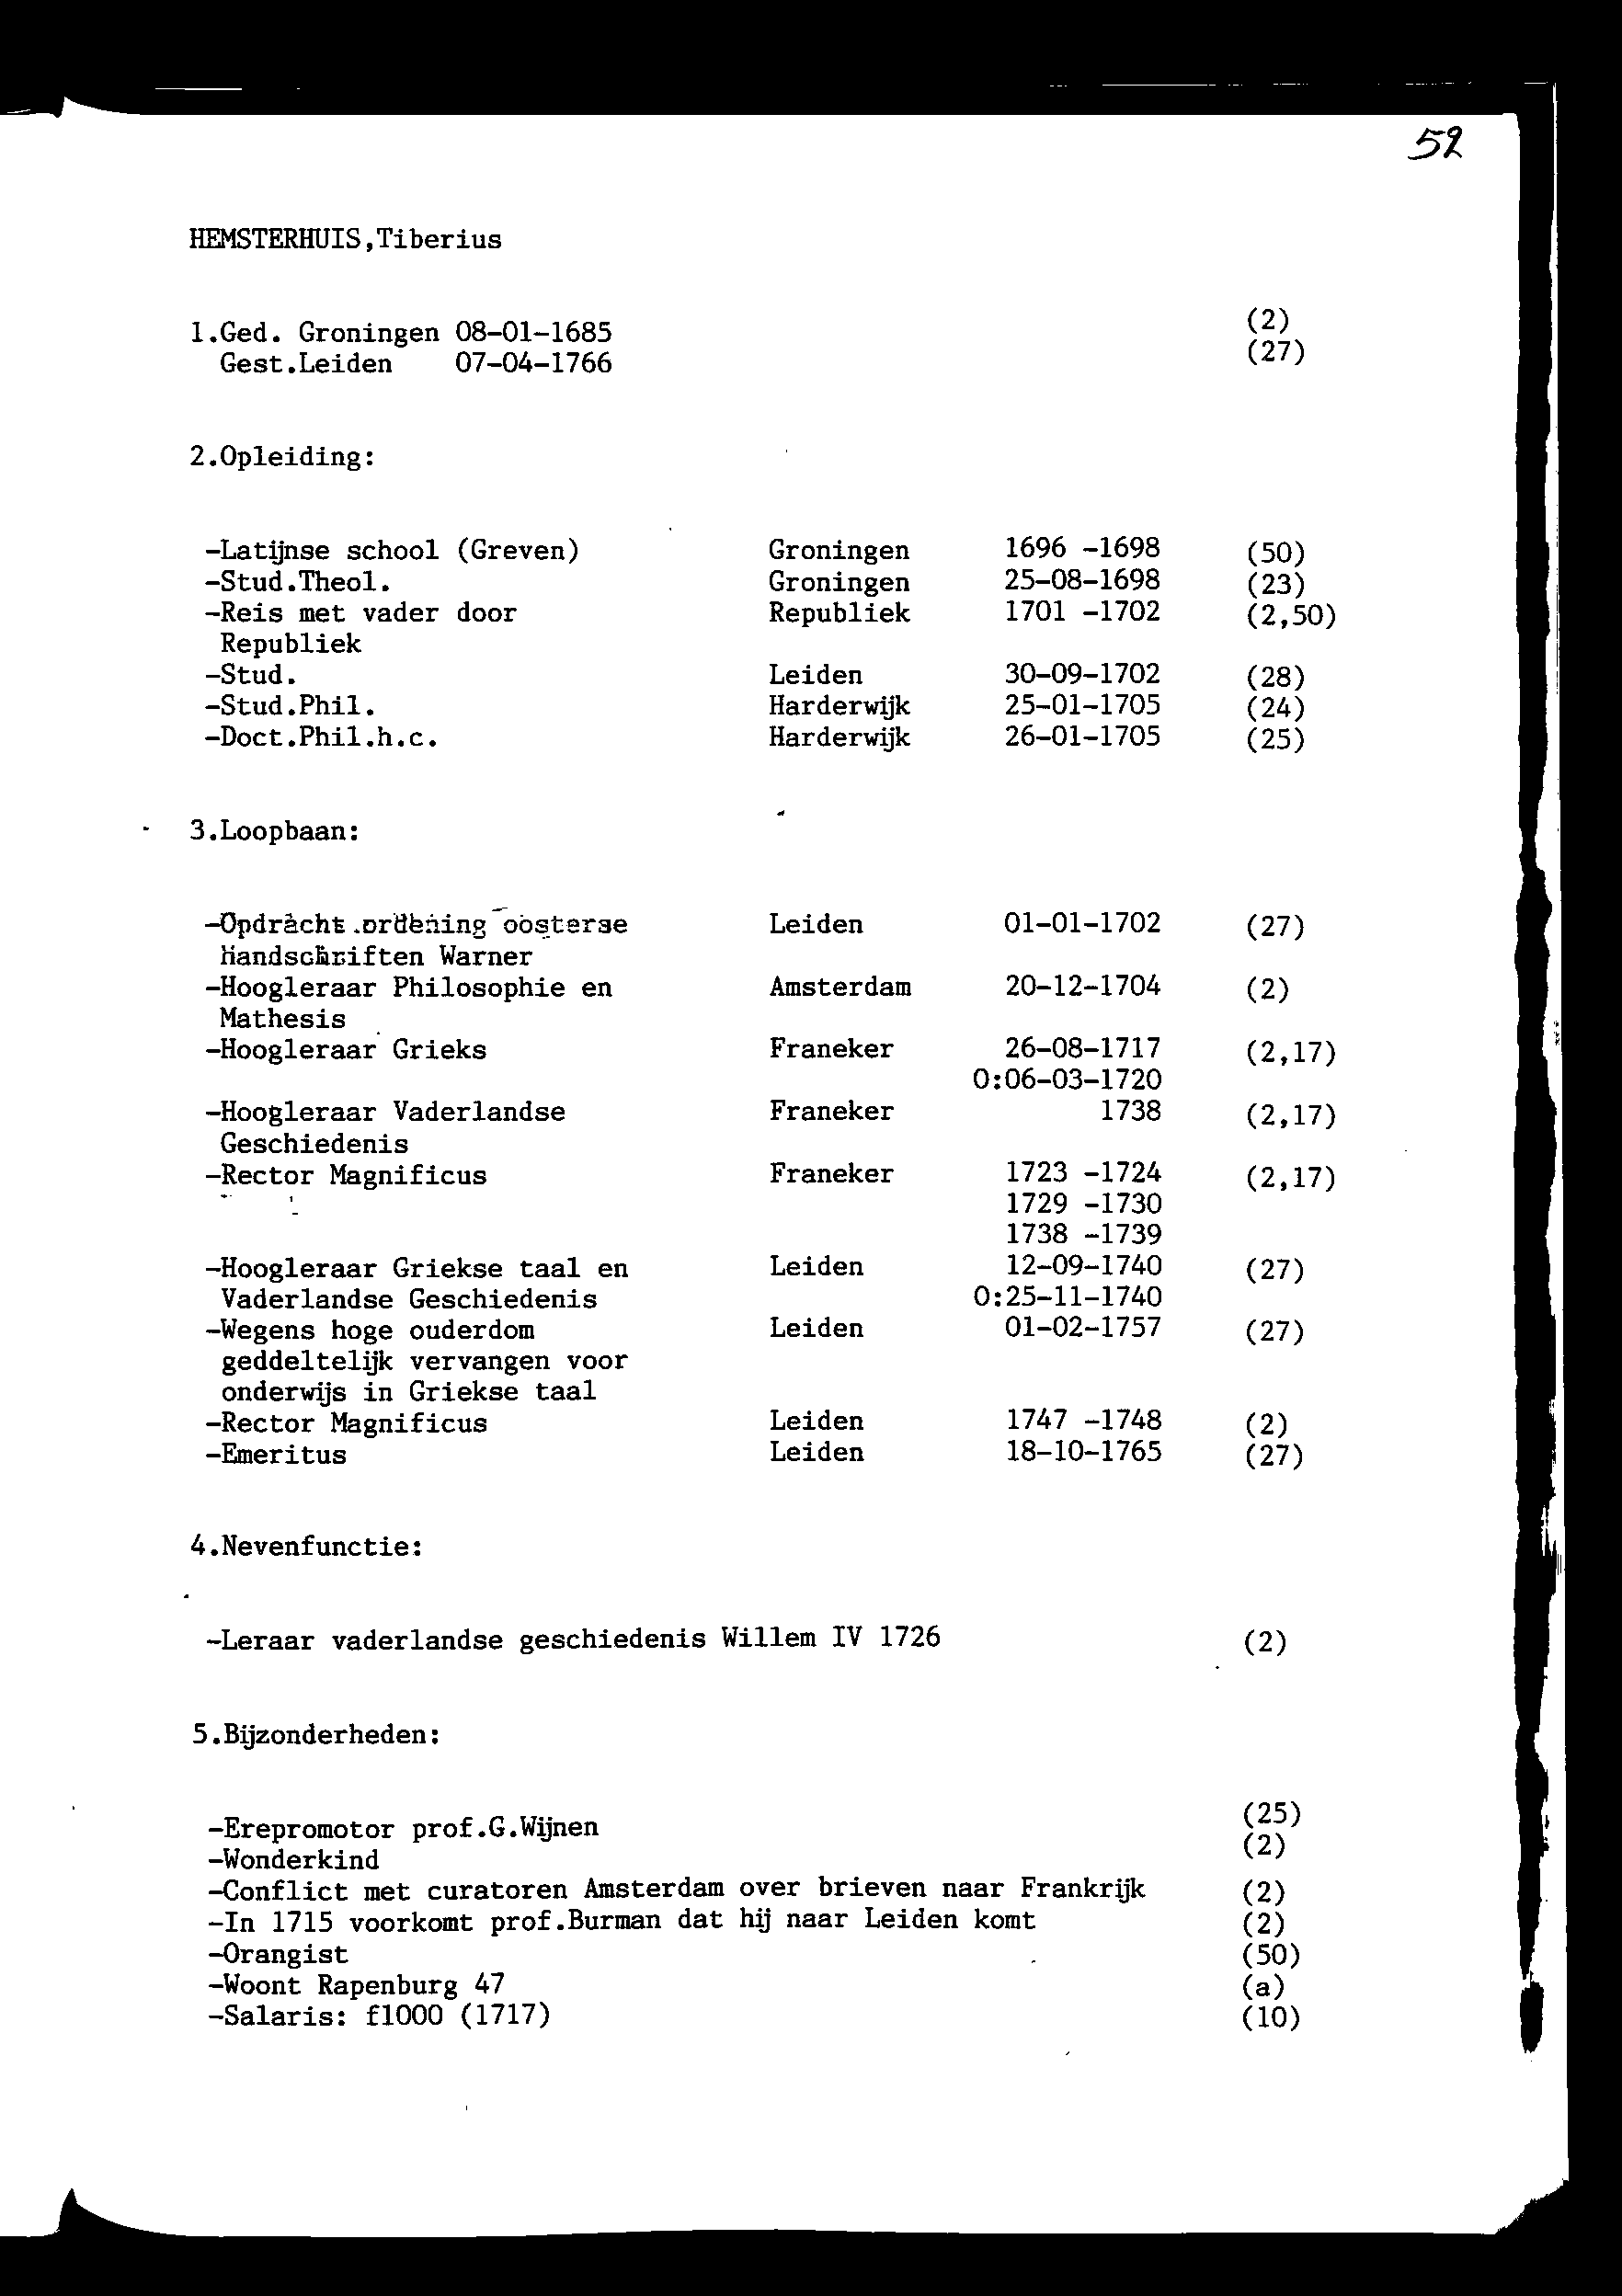 52
HEMSTERHUIS,Tiberius
1.Ged. Groningen 08-01-1685 (2)
Gest.Leiden 07-04-1766 (27)
2.Opleiding:
-Latijnse school (Greven) Groningen 1696 -1698 (50)
-Stud.Theol. Groningen 25-08-1698 (23)
-Reis met vader door Republiek 1701 -1702 (2,50)
Republiek
-Stud. Leiden 30-09-1702 (28)
-Stud.Phil. Harderwijk 25-01-1705 (24)
-Doct.Phil.h.c. Harderwijk 26-01-1705 (25)
3.Loopbaan:
-Opdracht ordening oosterse Leiden 01-01-1702 (27)
Handschriften Warner
-Hoogleraar Philosophie en Amsterdam 20-12-1704 (2)
Mathesis
-Hoogleraar Grieks Franeker 26-08-1717 (2,17)
O:06-03-1720
-Hoogleraar Vaderlandse Franeker 1738 (2,17)
Geschiedenis
-Rector Magnificus Franeker 1723 -1724 (2,17)
1729 -1730
1738 -1739
-Hoogleraar Griekse taal en Leiden 12-09-1740 (27)
Vaderlandse Geschiedenis O:25-11-1740
-Wegens hoge ouderdom Leiden 01-02-1757 (27)
geddeltelijk vervangen voor
onderwijs in Griekse taal
-Rector Magnificus Leiden 1747 -1748 (2)
-Emeritus Leiden 18-10-1765 (27)
4.Nevenfunctie:
-Leraar vaderlandse geschiedenis Willem IV 1726 (2)
5.Bijzonderheden:
-Erepromotor prof.G.Wijnen (25)
-Wonderkind (2)
-Conflict met curatoren Amsterdam over brieven naar Frankrijk (2)
-In 1715 voorkomt prof.Burman dat hij naar Leiden komt (2)
-Orangist (50)
-Woont Rapenburg 47 (a)
-Salaris: f1000 (1717) (10)